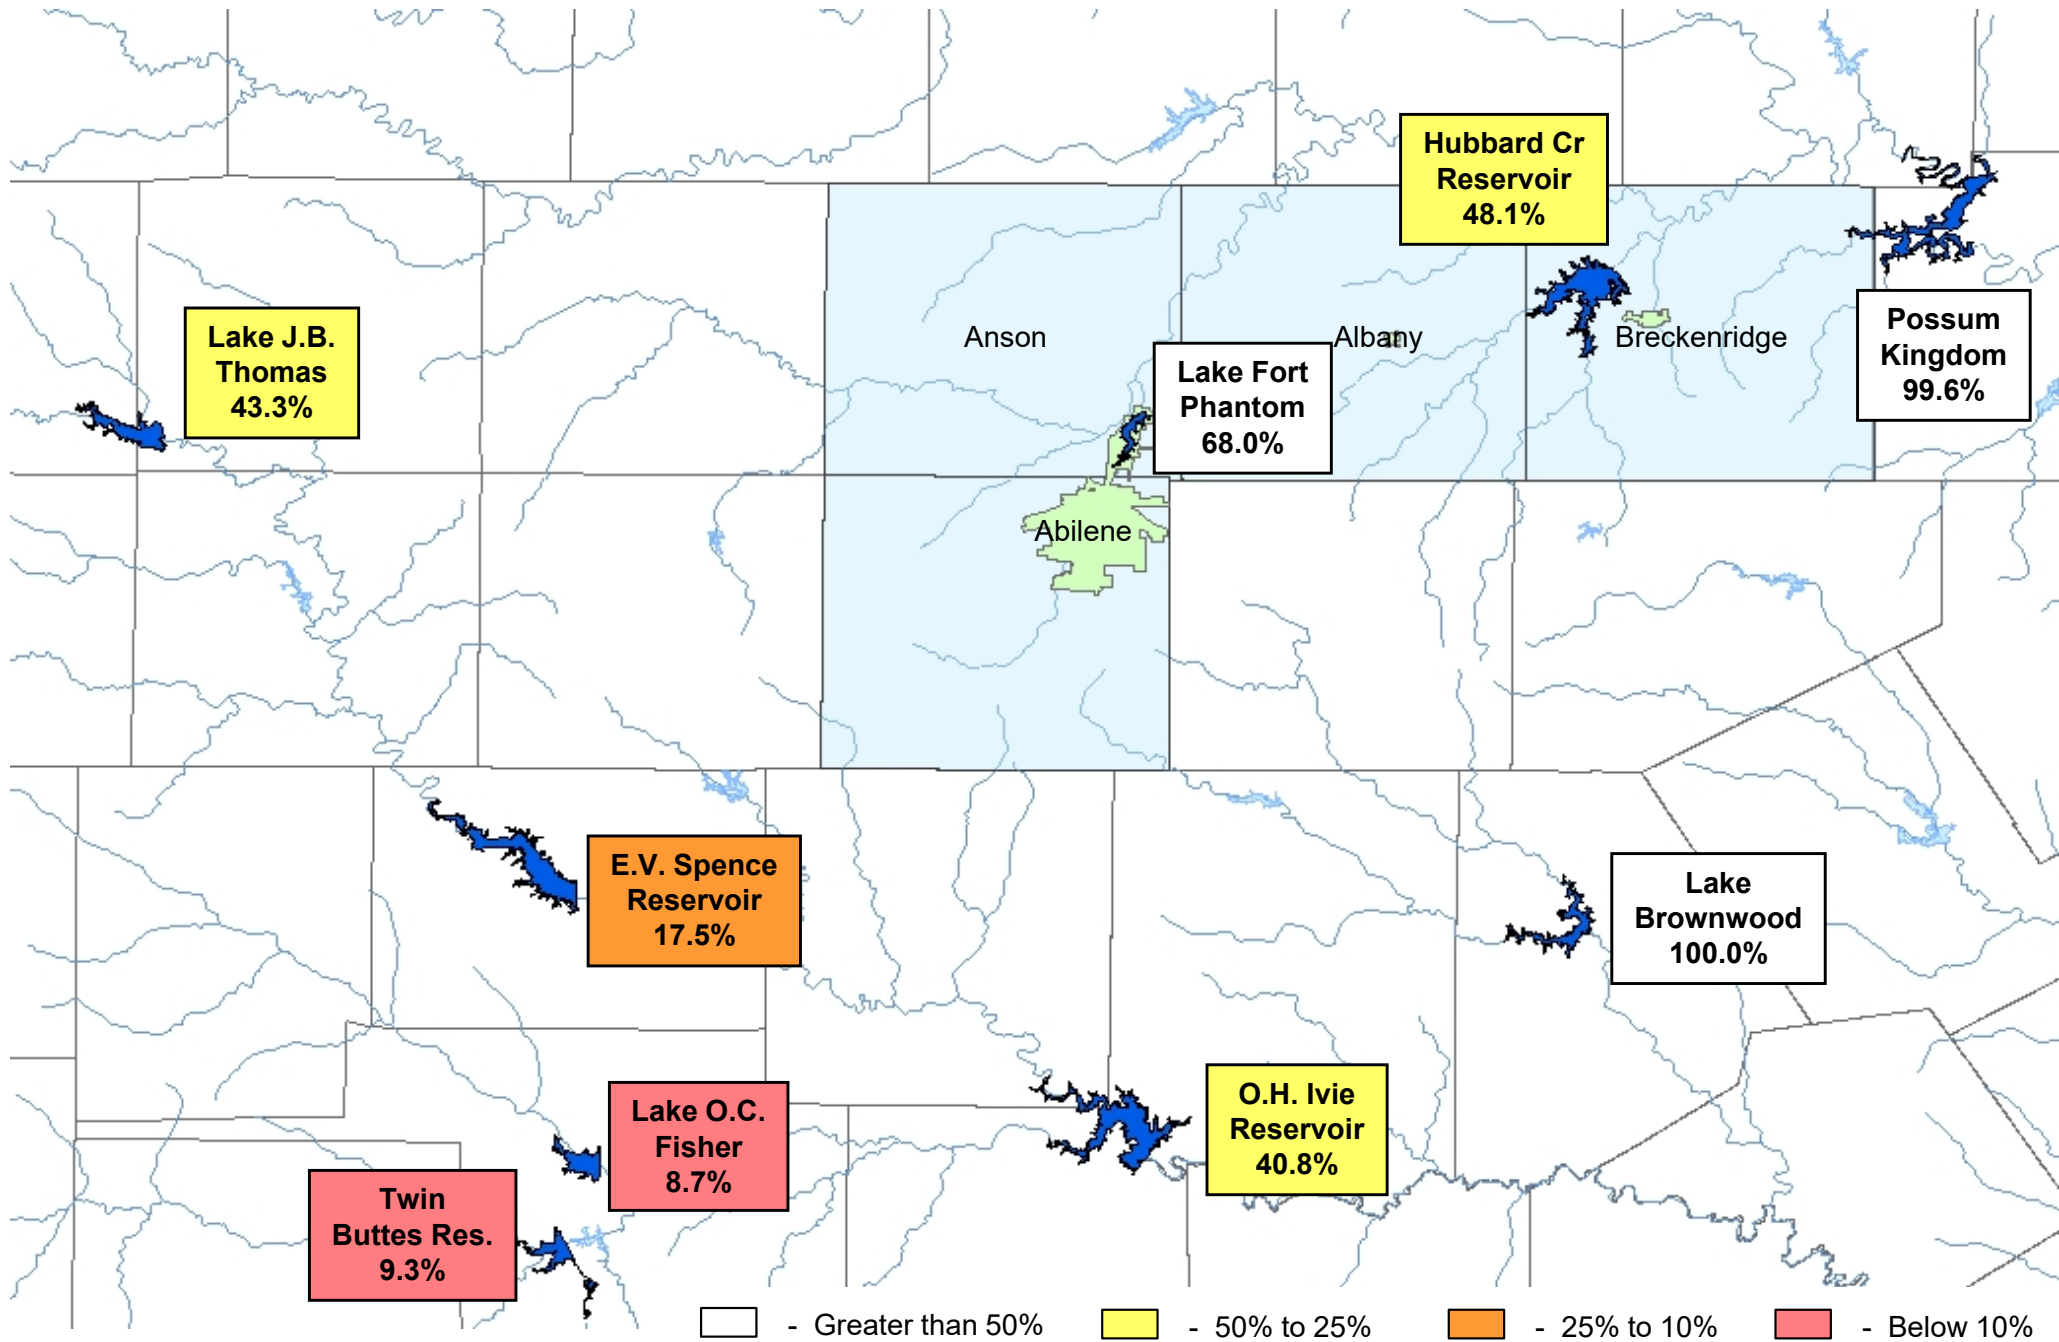 Hubbard Cr
Reservoir
48.1%
Possum
Kingdom
99.6%
Lake J.B.
Thomas
43.3%
Anson
Albany
Breckenridge
Lake Fort
Phantom
68.0%
Abilene
E.V. Spence
Reservoir
17.5%
Lake
Brownwood
100.0%
Lake O.C.
Fisher
8.7%
O.H. Ivie
Reservoir
40.8%
Twin
Buttes Res.
9.3%
- Greater than 50%
- 50% to 25%
- 25% to 10%
- Below 10%